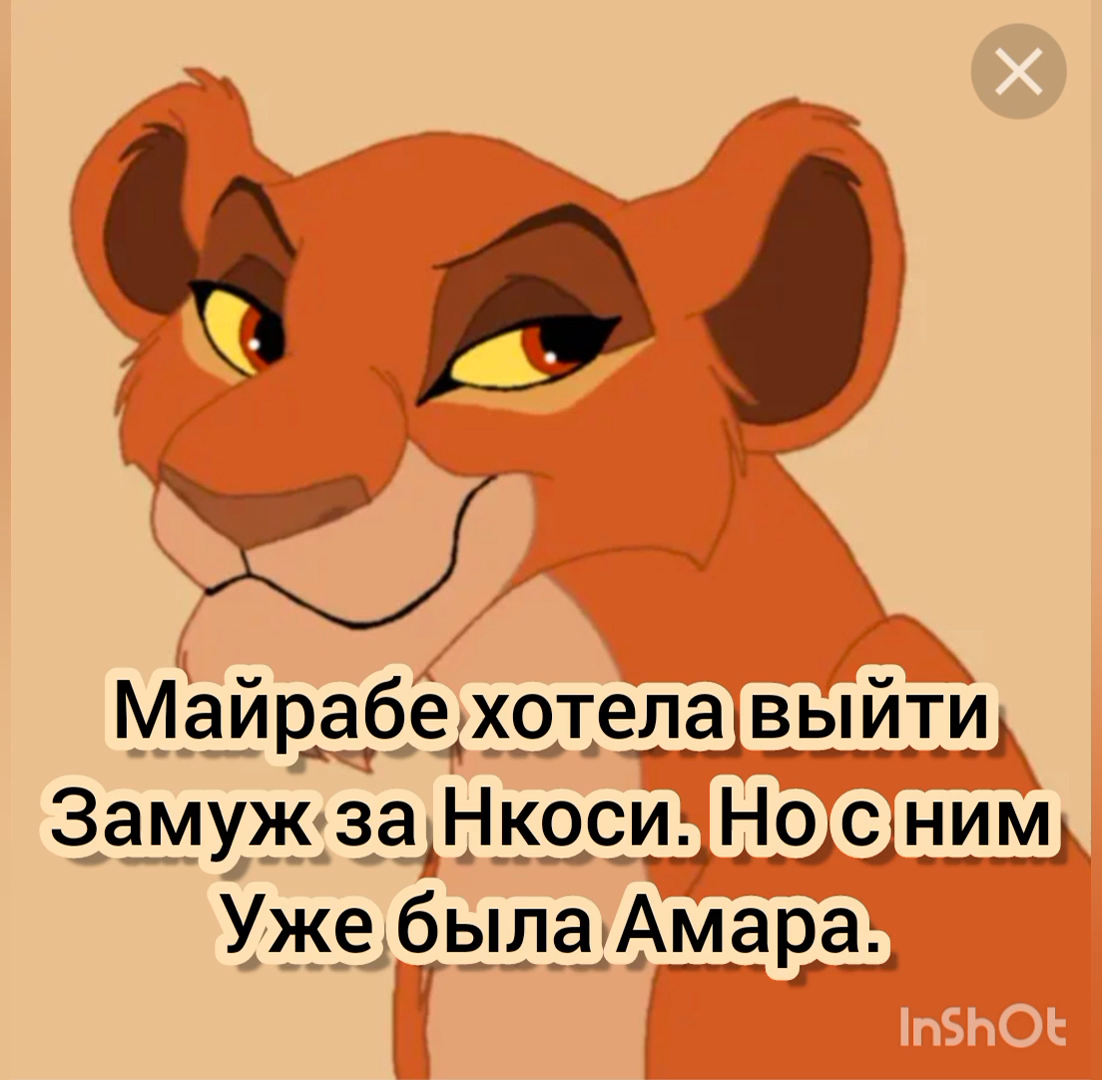 Майрабе хотела выйти
Замуж за Нкоси. Но с ним
Уже была Амара.
InShOt